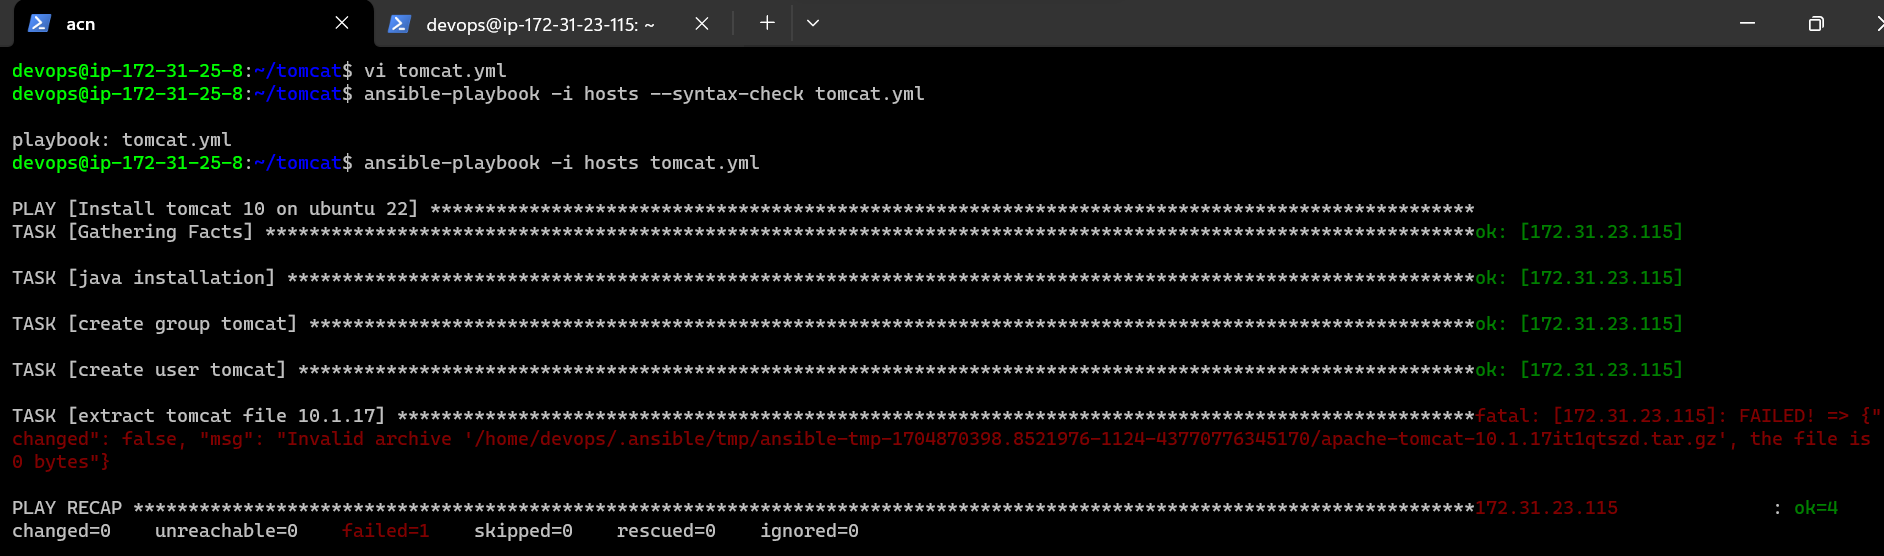 acn
devops@ip-172-31-23-115: ~
devops@ip-172-31-25-8:~/tomcat$ vi tomcat.yml
devops@ip-172-31-25-8:~/tomcat$ ansible-playbook -i hosts --syntax-check tomcat.yml
playbook: tomcat.yml
devops@ip-172-31-25-8:~/tomcat$ ansible-playbook -i hosts tomcat.yml
PLAY [Install tomcat 10 on ubuntu 22] ***********************************************************************************************
TASK [Gathering Facts] **************************************************************************************************************ok: [172.31.23.115]
TASK [java installation] ************************************************************************************************************ok: [172.31.23.115]
TASK [create group tomcat] **********************************************************************************************************ok: [172.31.23.115]
TASK [create user tomcat] ***********************************************************************************************************ok: [172.31.23.115]
TASK [extract tomcat file 10.1.17] **************************************************************************************************fatal: [172.31.23.115]: FAILED! => {"
changed": false, "msg": "Invalid archive '/home/devops/.ansible/tmp/ansible-tmp-1704870398.8521976-1124-43770776345170/apache-tomcat-10.1.17it1qtszd.tar.gz', the file is
0 bytes"}
PLAY RECAP **************************************************************************************************************************172.31.23.115              : ok=4
changed=0    unreachable=0    failed=1    skipped=0    rescued=0    ignored=0